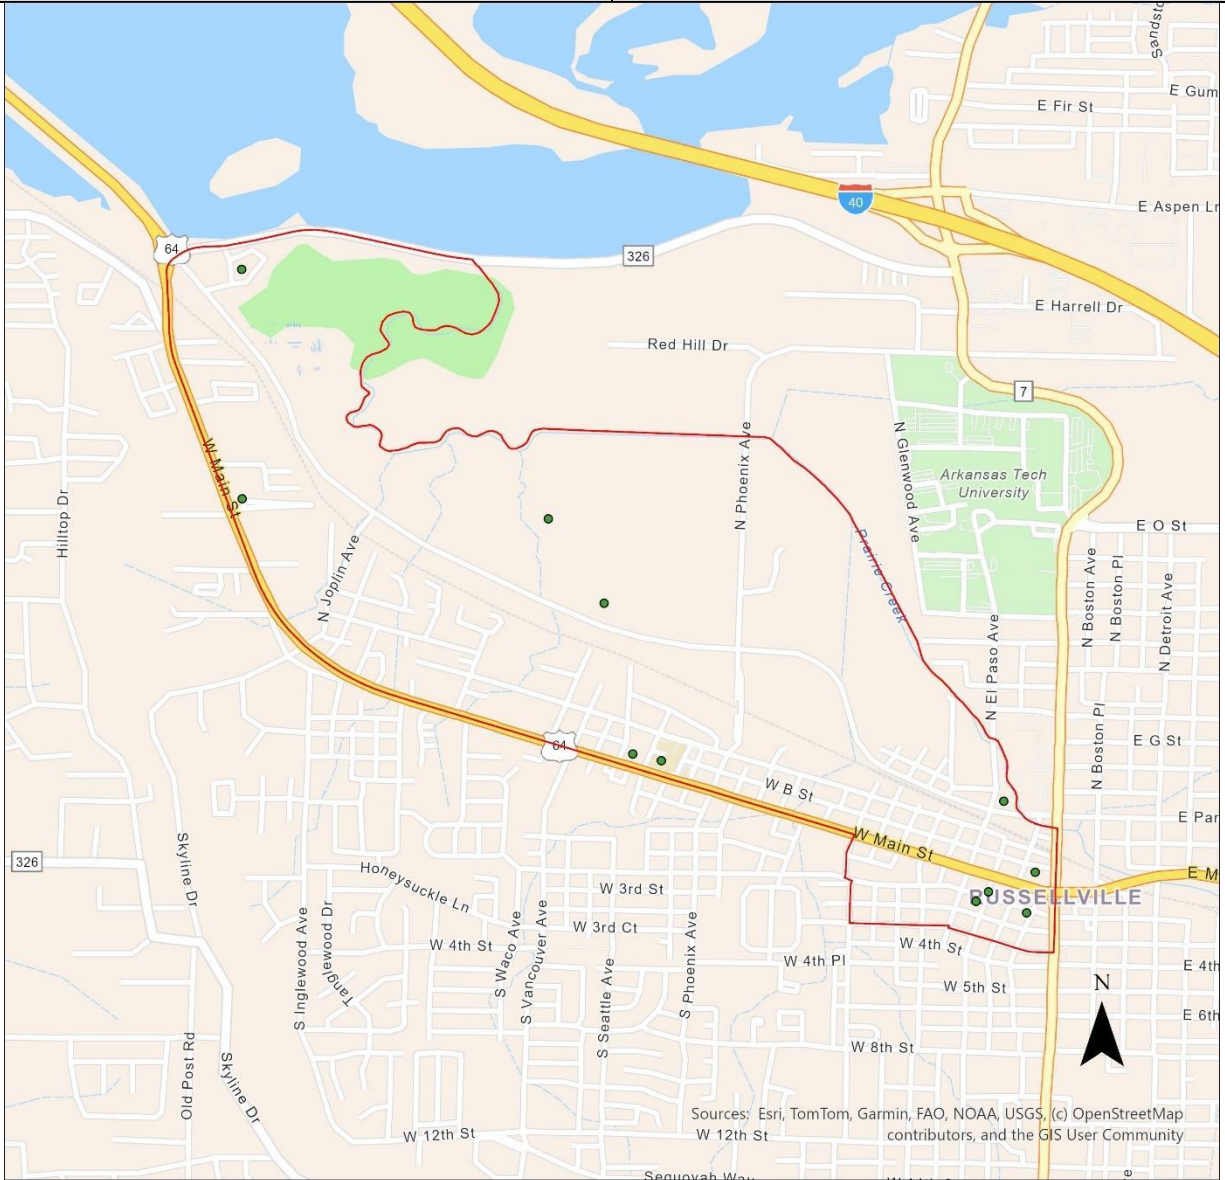 Sandsto
E Gum
E Fir St
40
E Aspen Ln
64
326
E Harrell Dr
Red Hill Dr
7
W Main St
N Phoenix Ave
N Glenwood Ave
Arkansas Tech
University
Hilltop Dr
E O St
N Joplin Ave
Prairie Creek
N Boston Ave
N Boston Pl
N Detroit Ave
N El Paso Ave
64
E G St
N Boston Pl
W B St
E Par
W Main St
326
Skyline Dr
Honeysuckle Ln
W 3rd St
E M
RUSSELLVILLE
S Inglewood Ave
Tanglewood Dr
W 4th St
S Waco Ave
S Vancouver Ave
W 3rd Ct
S Seattle Ave
S Phoenix Ave
W 4th St
W 4th Pl
E 4th
W 5th St
N
E 6th
Old Post Rd
Skyline Dr
W 8th St
Sources: Esri, TomTom, Garmin, FAO, NOAA, USGS, (c) OpenStreetMap
contributors, and the GIS User Community
W 12th St
W 12th St